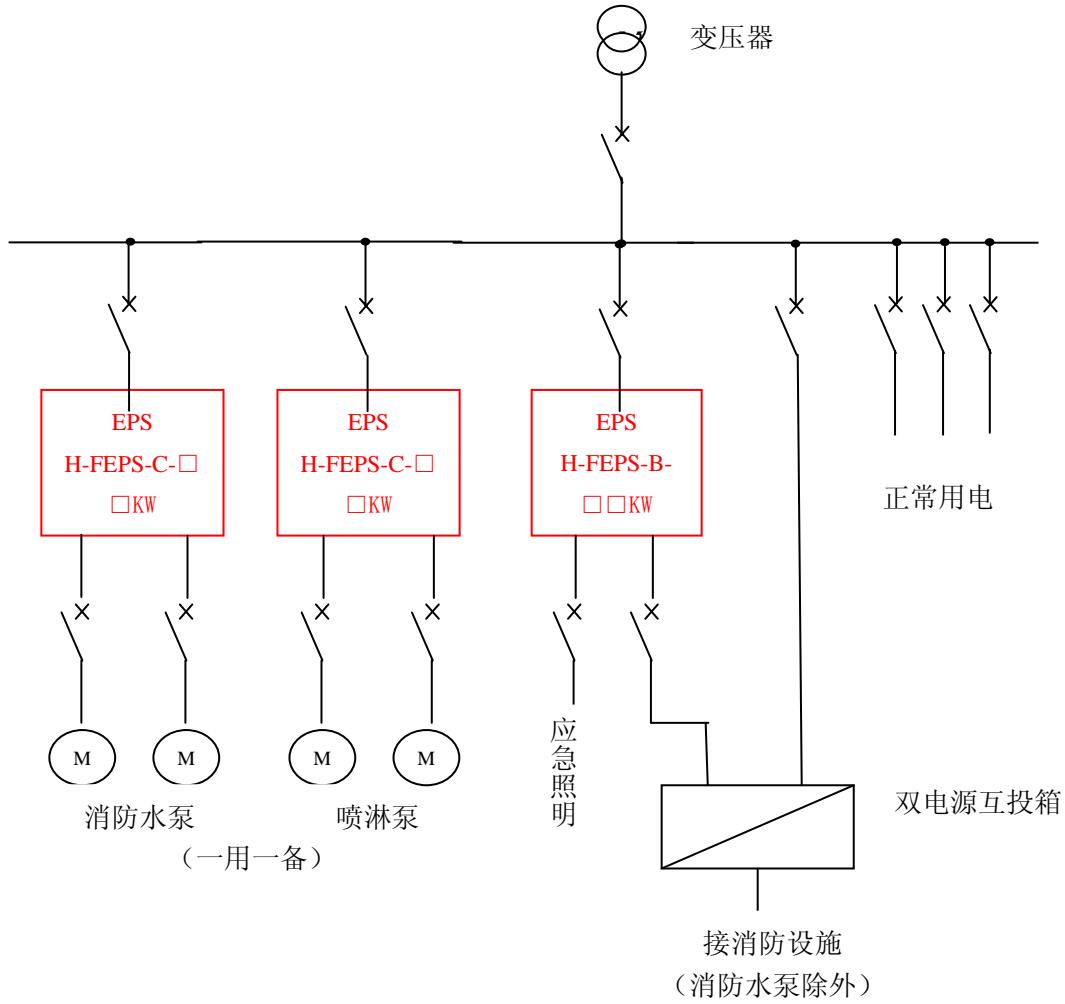 变压器
EPS
H-FEPS-C-□
□KW
EPS
H-FEPS-C-□
□KW
EPS
H-FEPS-B-
□□KW
正常用电
M
M
M
M
应急照明
消防水泵
喷淋泵
（一用一备）
双电源互投箱
接消防设施
（消防水泵除外）